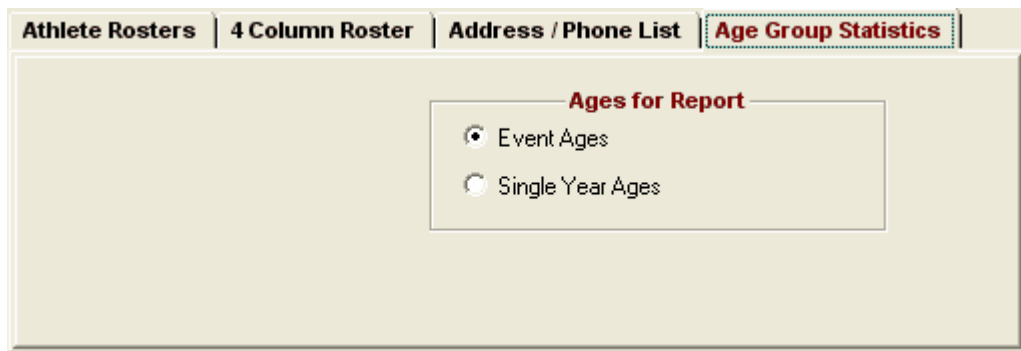 Athlete Rosters 4 Column Roster Address / Phone List Age Group Statistics
Ages for Report
Event Ages
Single Year Ages